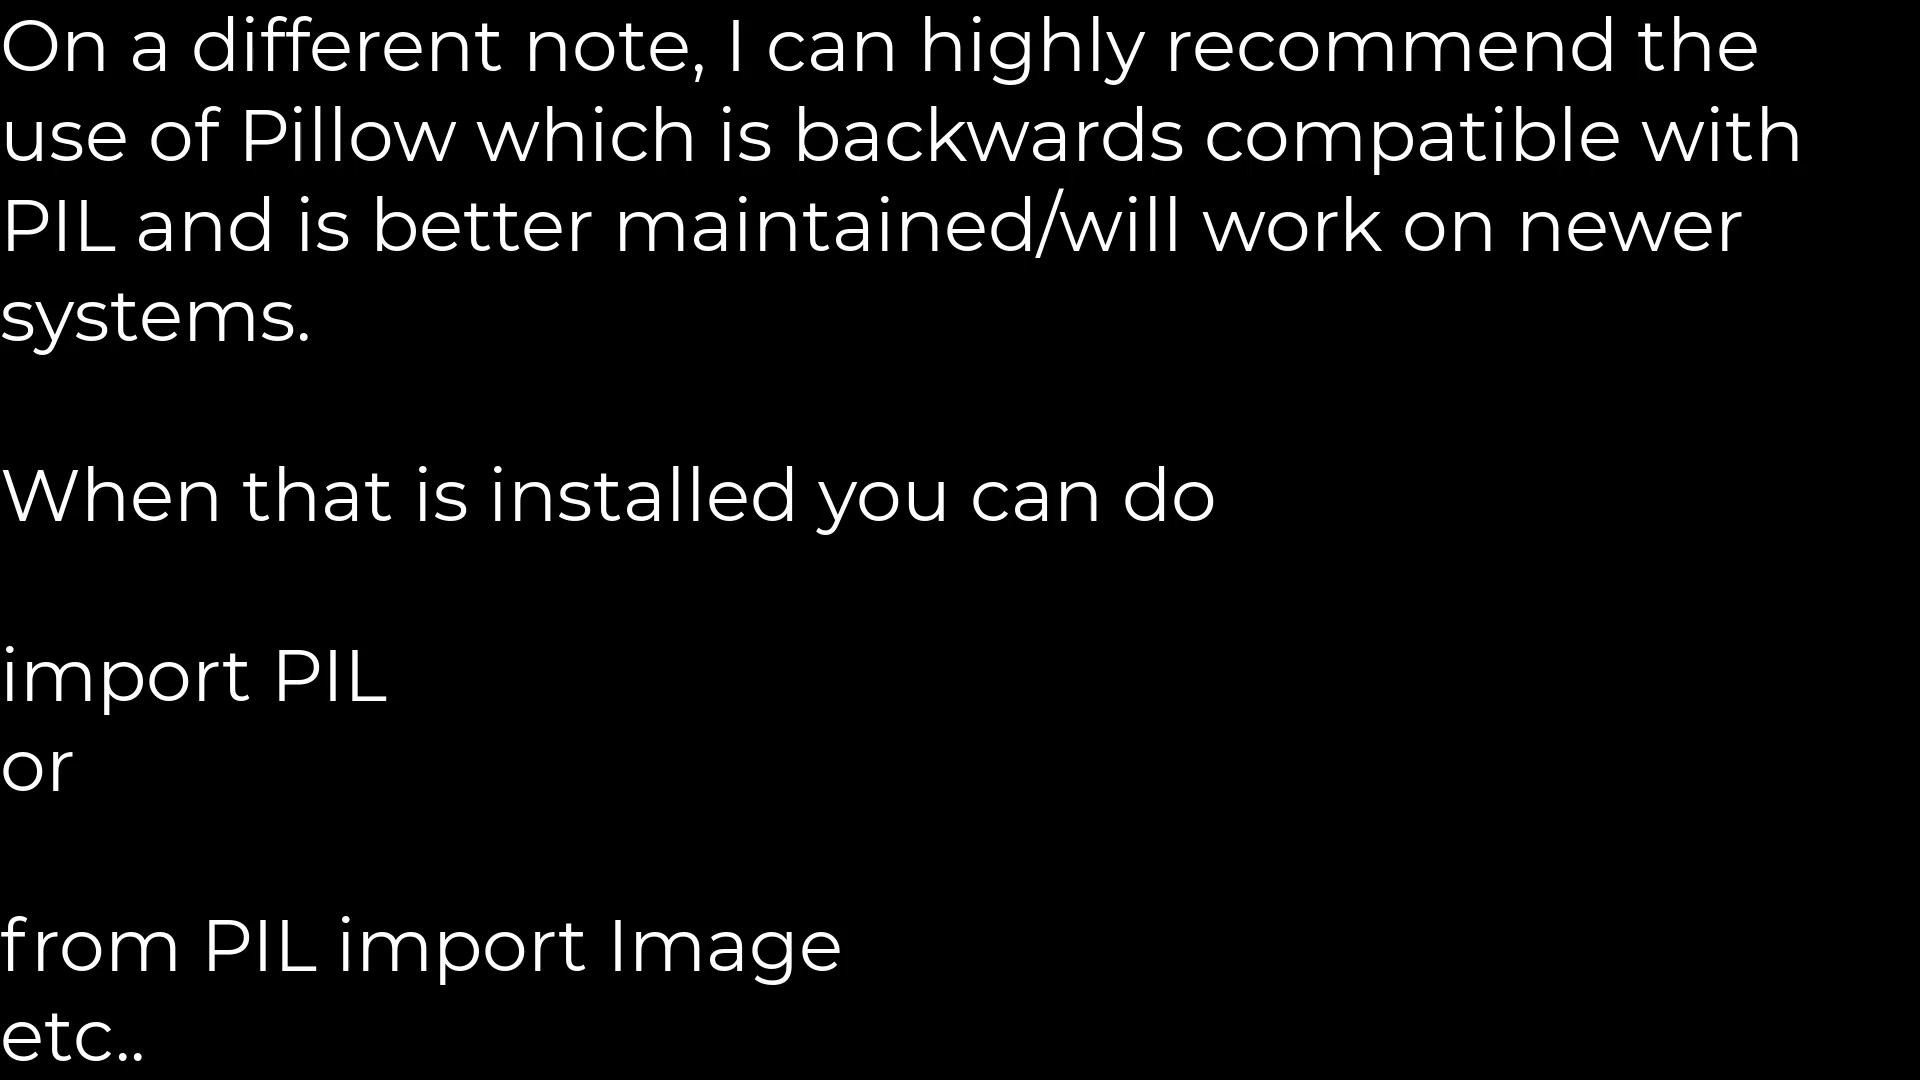 On a different note, I can highly recommend the
use of Pillow which is backwards compatible with
PIL and is better maintained/will work on newer
systems.
When that is installed you can do
import PIL
or
from PIL import Image
etc..